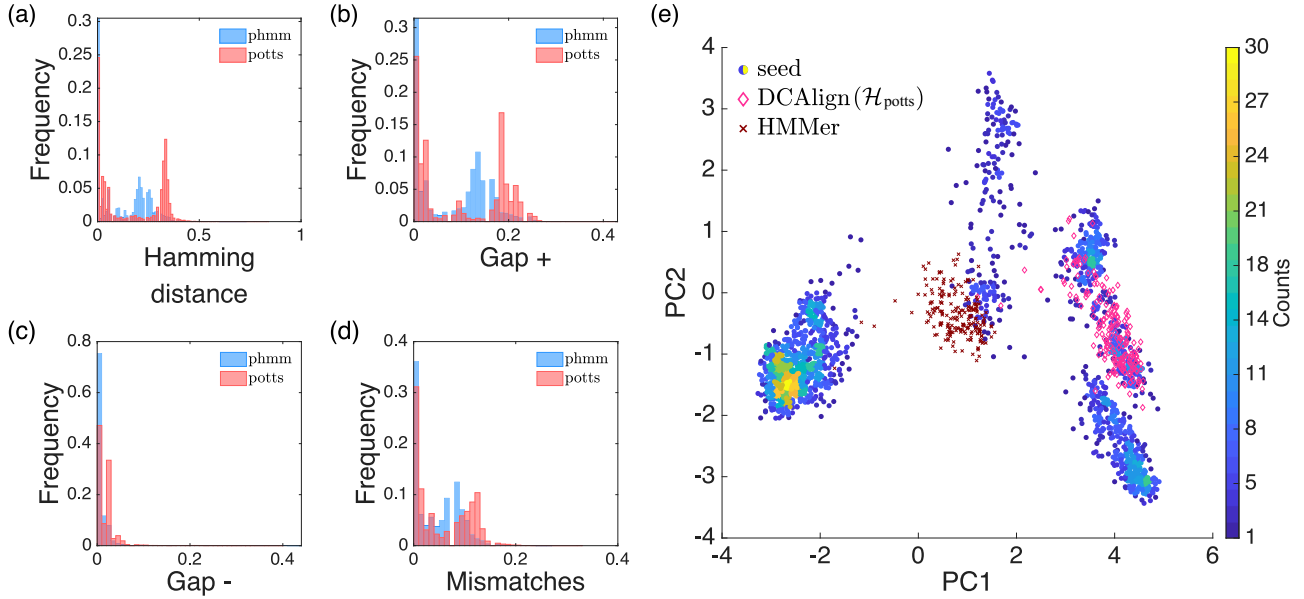 (a)
Frequency
0.3
0.25
0.2
0.15
0.1
0.05
0
phmm
potts
0 0.5 1
Hamming
distance
(b)
Frequency
0.3
0.25
0.2
0.15
0.1
0.05
0
phmm
potts
0 0.2 0.4
Gap +
(c)
Frequency
0.8
0.6
0.4
0.2
0
phmm
potts
0 0.2 0.4
Gap -
(d)
Frequency
0.4
0.3
0.2
0.1
0
phmm
potts
0 0.2 0.4
Mismatches
(e)
PC2
4
3
2
1
0
-1
-2
-3
-4
seed
DCAlign (ℋpotts)
HMMer
-4 -2 0 2 4 6
PC1
30
27
24
21
18
14
11
8
5
1
Counts